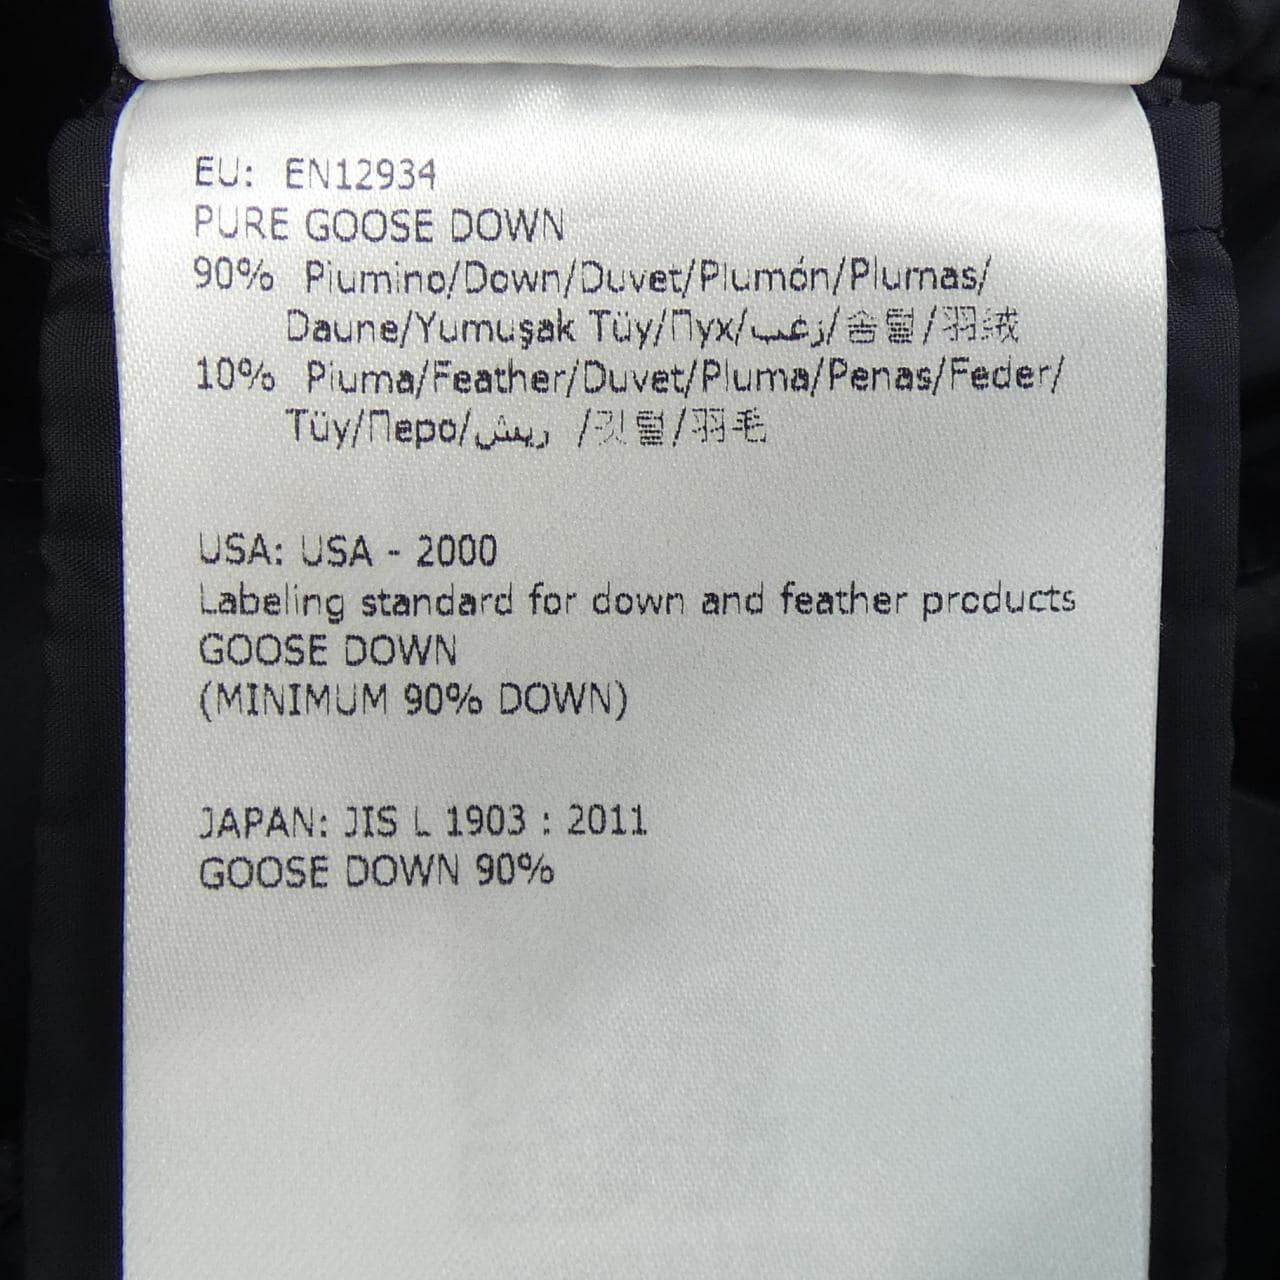 EU: EN12934
PURE GOOSE DOWN
90% Piumino/Down/Duvet/Plumón/Plumas/
Daune/Yumuşak Tüy/Пух/زغب/솜털/羽绒
10% Piuma/Feather/Duvet/Pluma/Penas/Feder/
Tüy/Перо/ريش /깃털/羽毛
USA: USA - 2000
Labeling standard for down and feather products
GOOSE DOWN
(MINIMUM 90% DOWN)
JAPAN: JIS L 1903 : 2011
GOOSE DOWN 90%